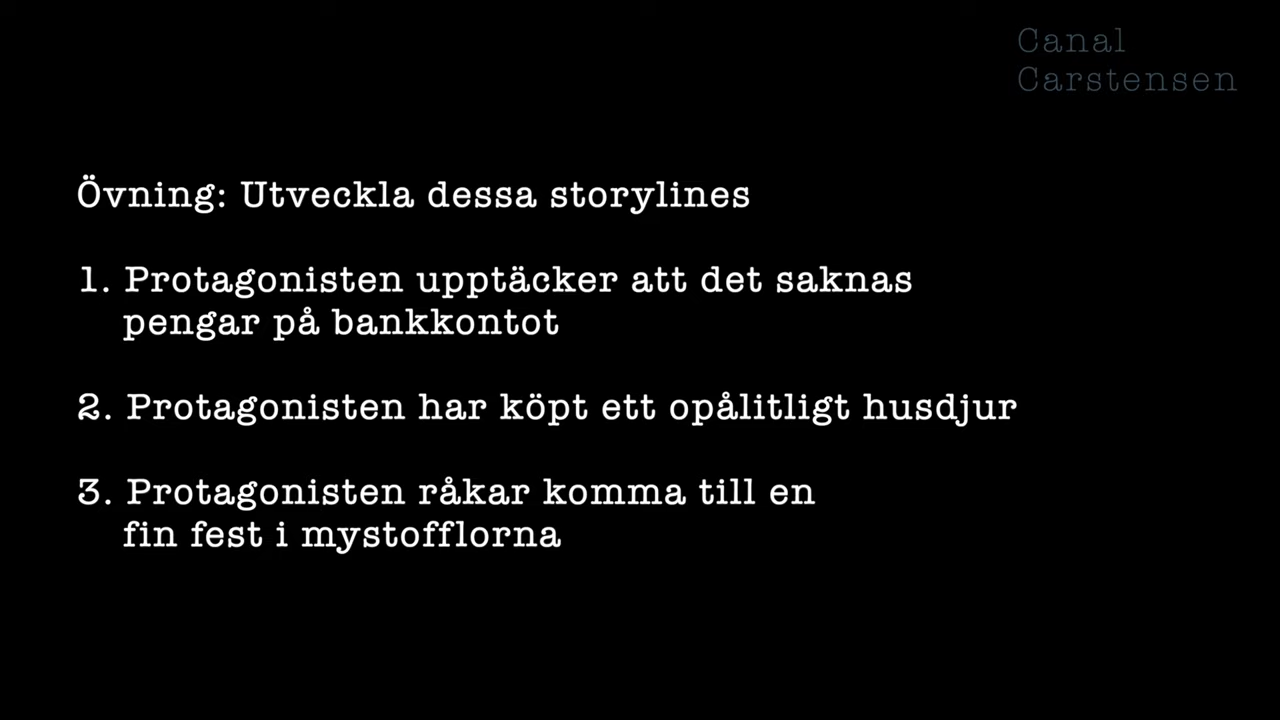 Canal
Carstensen
Övning: Utveckla dessa storylines
1. Protagonisten upptäcker att det saknas
pengar på bankkontot
2. Protagonisten har köpt ett opålitligt husdjur
3. Protagonisten råkar komma till en
fin fest i mystofflorna